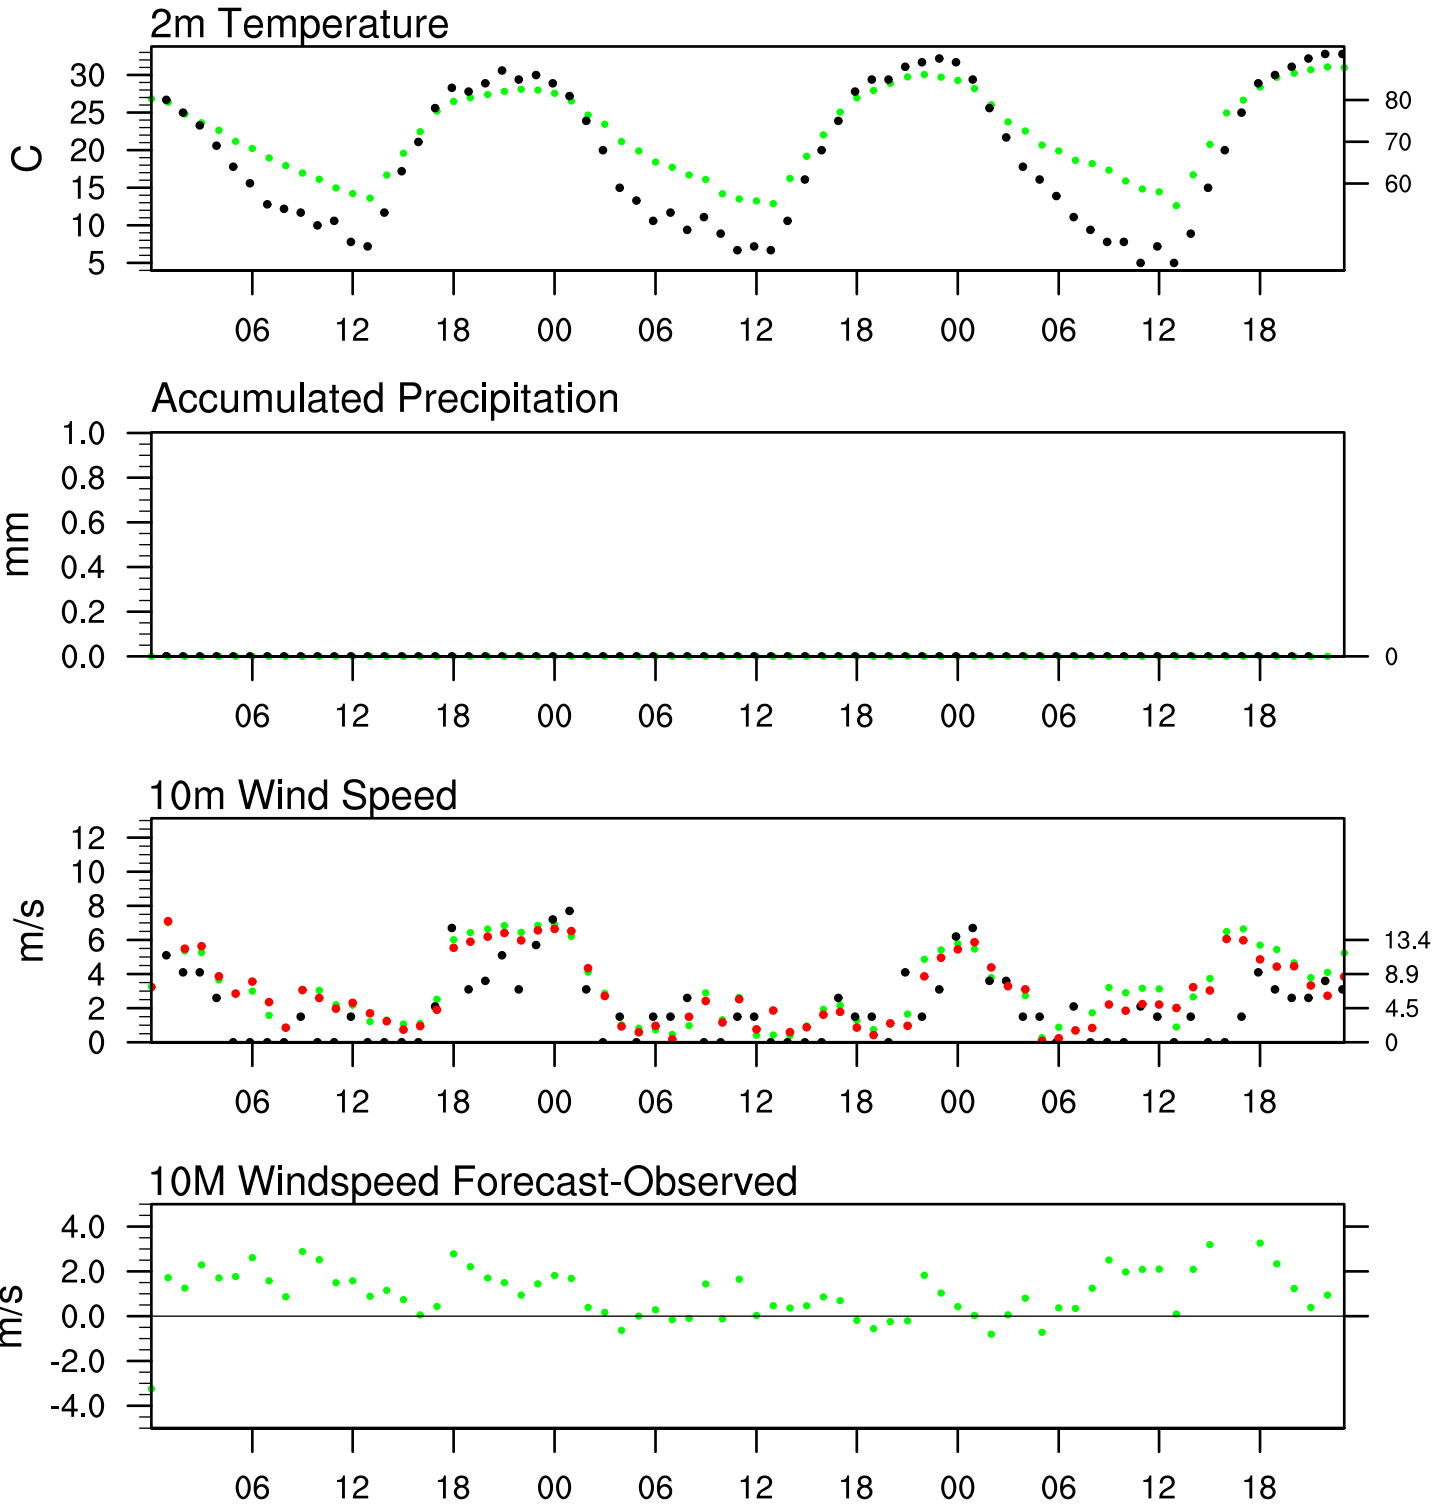 2m Temperature
30
25
20
15
10
5
C
80
70
60
06 12 18 00 06 12 18 00 06 12 18
Accumulated Precipitation
1.0
0.8
0.6
0.4
0.2
0.0
mm
0
06 12 18 00 06 12 18 00 06 12 18
10m Wind Speed
12
10
8
6
4
2
0
m/s
13.4
8.9
4.5
0
06 12 18 00 06 12 18 00 06 12 18
10M Windspeed Forecast-Observed
4.0
2.0
0.0
-2.0
-4.0
m/s
06 12 18 00 06 12 18 00 06 12 18